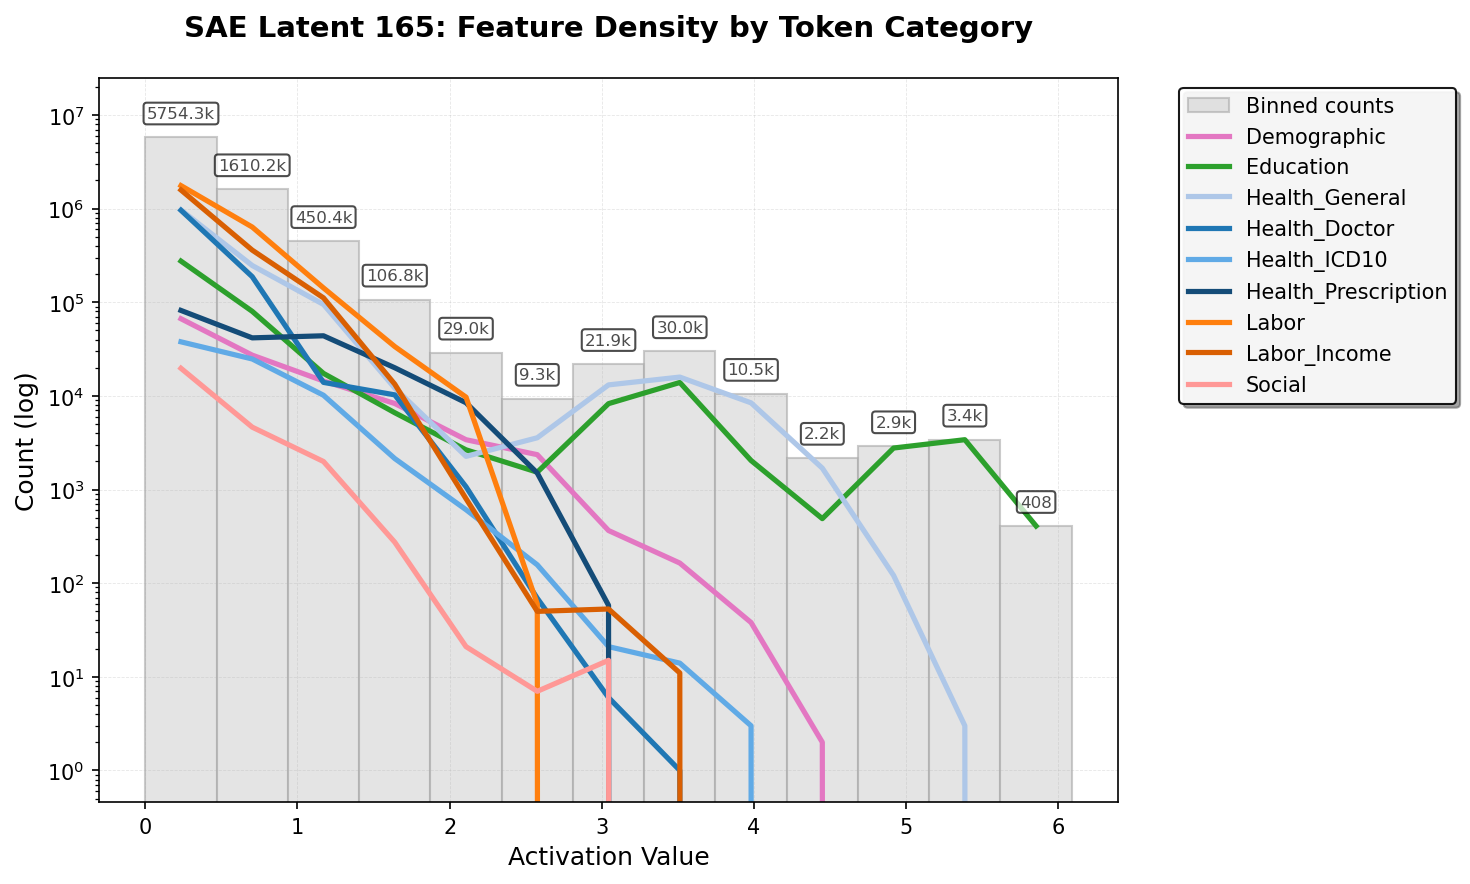 SAE Latent 165: Feature Density by Token Category
Count (log)
10⁷
10⁶
10⁵
10⁴
10³
10²
10¹
10⁰
5754.3k
1610.2k
450.4k
106.8k
29.0k
9.3k
21.9k
30.0k
10.5k
2.2k
2.9k
3.4k
408
0
1
2
3
4
5
6
Activation Value
Binned counts
Demographic
Education
Health_General
Health_Doctor
Health_ICD10
Health_Prescription
Labor
Labor_Income
Social